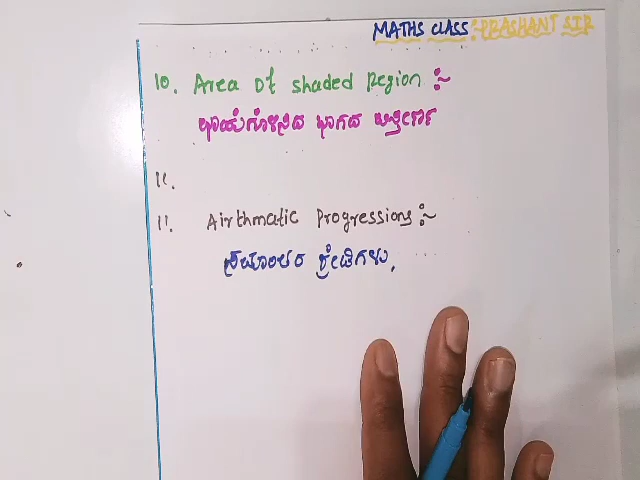 MATHS CLASS :~ PRASHANT SIR
10. Area Of shaded Region :~
ಛಾಯೆಗೊಳಿಸಿದ ಭಾಗದ ವಿಸ್ತೀರ್ಣ
11.
11. Airthmatic Progressions :~
ಸಮಾಂತರ ಶ್ರೇಢಿಗಳು.